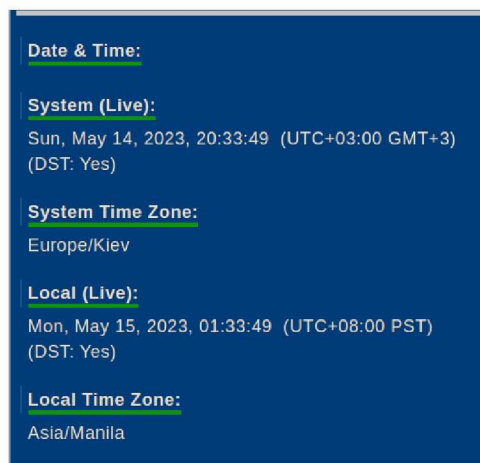 Date & Time:
System (Live):
Sun, May 14, 2023, 20:33:49 (UTC+03:00 GMT+3)
(DST: Yes)
System Time Zone:
Europe/Kiev
Local (Live):
Mon, May 15, 2023, 01:33:49 (UTC+08:00 PST)
(DST: Yes)
Local Time Zone:
Asia/Manila